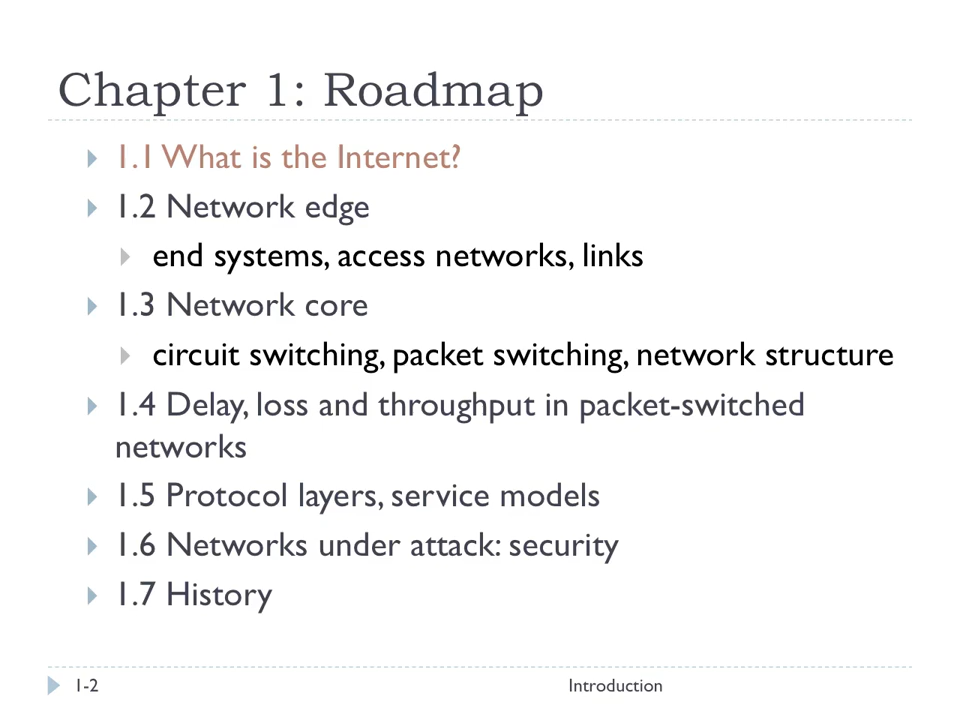 Chapter 1: Roadmap
1.1 What is the Internet?
1.2 Network edge
end systems, access networks, links
1.3 Network core
circuit switching, packet switching, network structure
1.4 Delay, loss and throughput in packet-switched
networks
1.5 Protocol layers, service models
1.6 Networks under attack: security
1.7 History
1-2
Introduction